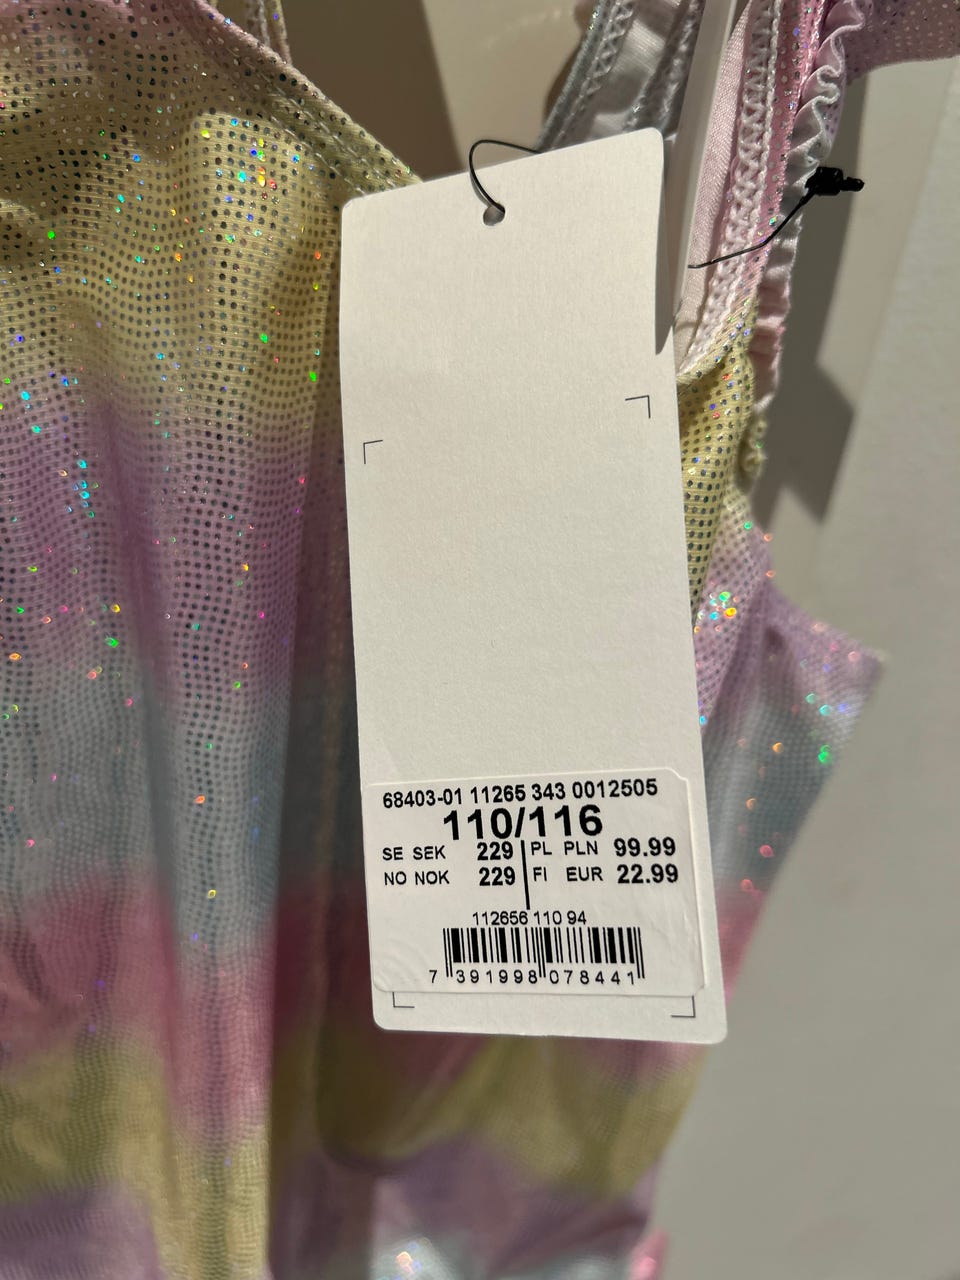 68403-01 11265 343 0012505
110/116
SE SEK 229 PL PLN 99.99
NO NOK 229 FI EUR 22.99
112656 110 94
7 391998 078441